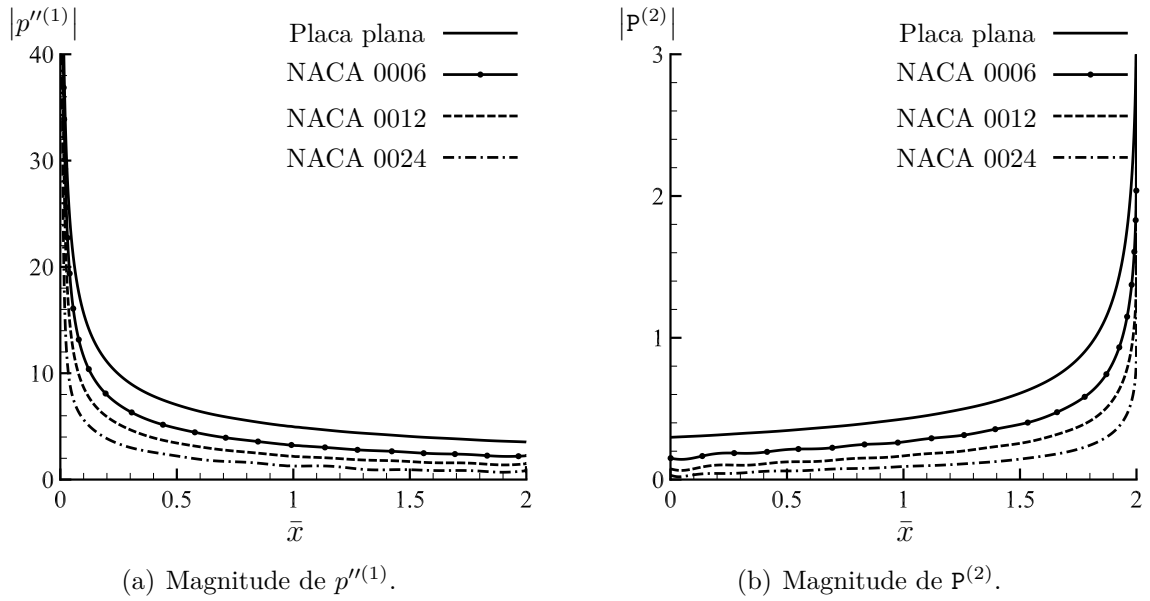 |p′′⁽¹⁾|
Placa plana
NACA 0006
NACA 0012
NACA 0024
40
30
20
10
0
0 0.5 1 1.5 2
x̄
(a) Magnitude de p′′⁽¹⁾.
|P⁽²⁾|
Placa plana
NACA 0006
NACA 0012
NACA 0024
3
2
1
0
0 0.5 1 1.5 2
x̄
(b) Magnitude de P⁽²⁾.